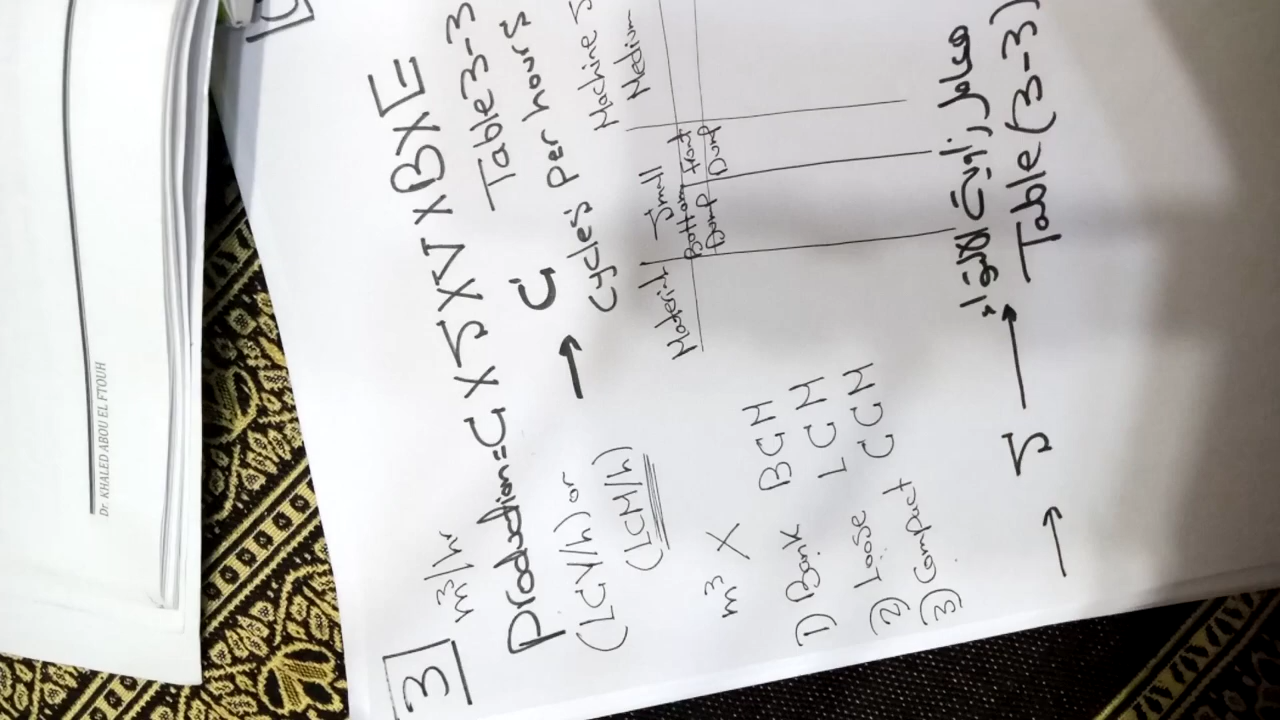 Dr. KHALED ABOU EL FTOUH
3
m³/hr
Production = C X S X V X B X E
(LCY/h) or
(LCM/h)
→ C Table 3-3
cycles per hours
Material Small Machine S
Medium
Bottom Dump Front Dump
m³ X
1) Bank BCM
2) Loose LCM
3) Compact CCM
→ S → معامل زاوية الالتواء
Table (3-3)